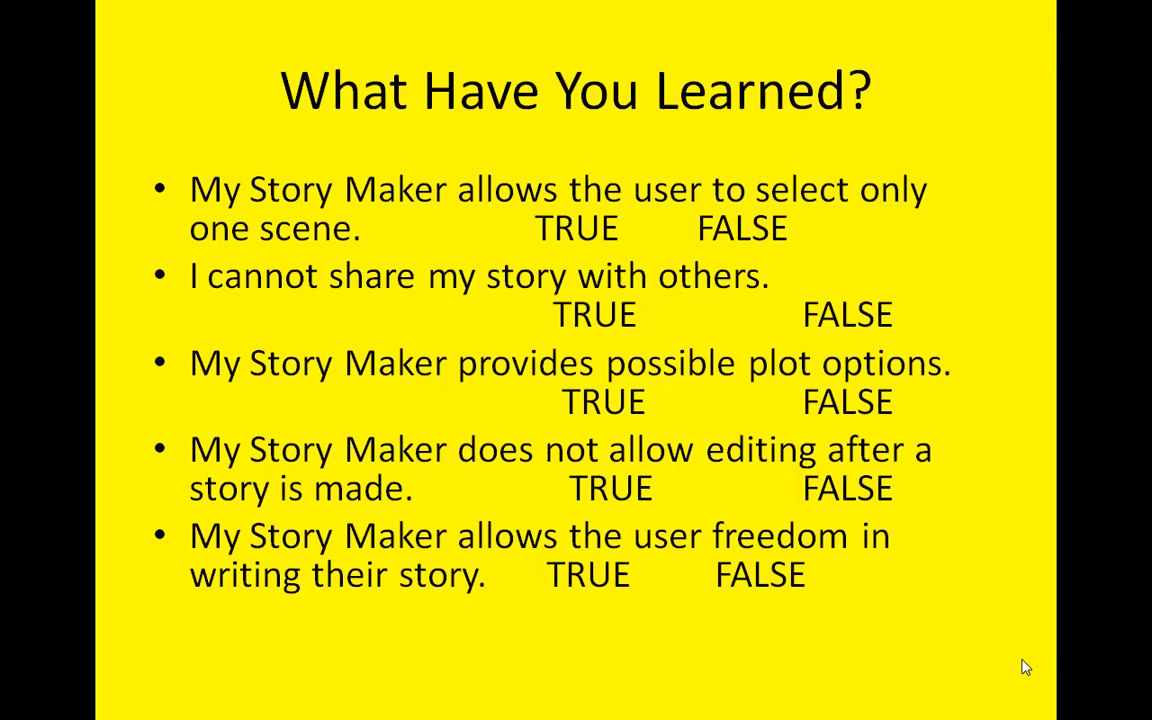 What Have You Learned?
• My Story Maker allows the user to select only
one scene. TRUE FALSE
• I cannot share my story with others.
TRUE FALSE
• My Story Maker provides possible plot options.
TRUE FALSE
• My Story Maker does not allow editing after a
story is made. TRUE FALSE
• My Story Maker allows the user freedom in
writing their story. TRUE FALSE